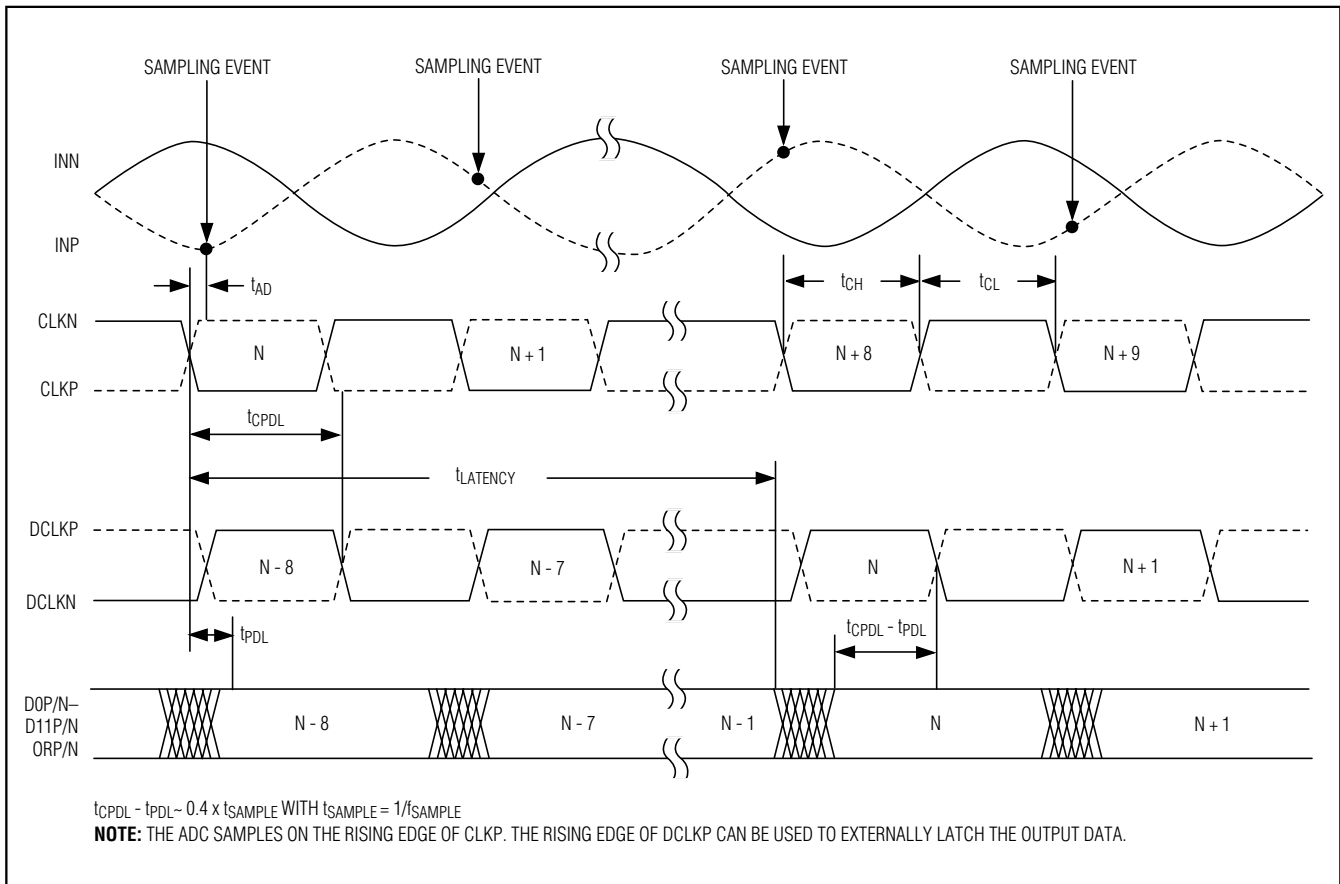 SAMPLING EVENT SAMPLING EVENT SAMPLING EVENT SAMPLING EVENT
INN
INP
tAD
tCH
tCL
CLKN
N
N + 1
N + 8
N + 9
CLKP
tCPDL
tLATENCY
DCLKP
N - 8
N - 7
N
N + 1
DCLKN
tPDL
tCPDL - tPDL
D0P/N–
D11P/N
ORP/N
N - 8
N - 7
N - 1
N
N + 1
tCPDL - tPDL ~ 0.4 x tSAMPLE WITH tSAMPLE = 1/fSAMPLE
NOTE: THE ADC SAMPLES ON THE RISING EDGE OF CLKP. THE RISING EDGE OF DCLKP CAN BE USED TO EXTERNALLY LATCH THE OUTPUT DATA.